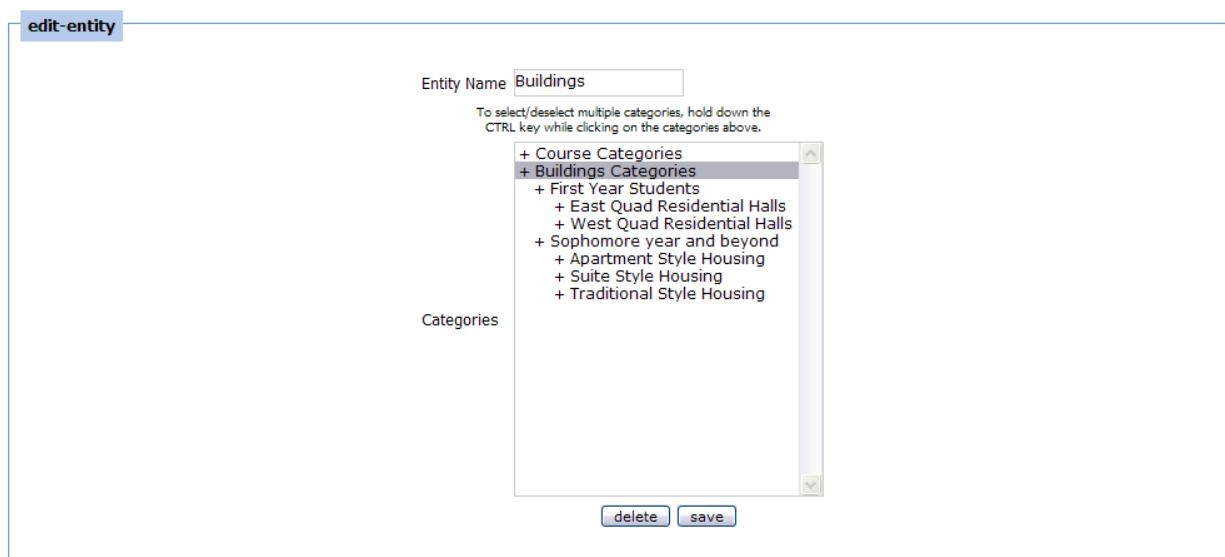 edit-entity
Entity Name Buildings
To select/deselect multiple categories, hold down the
CTRL key while clicking on the categories above.
+ Course Categories
+ Buildings Categories
+ First Year Students
+ East Quad Residential Halls
+ West Quad Residential Halls
+ Sophomore year and beyond
+ Apartment Style Housing
+ Suite Style Housing
+ Traditional Style Housing
Categories
delete save